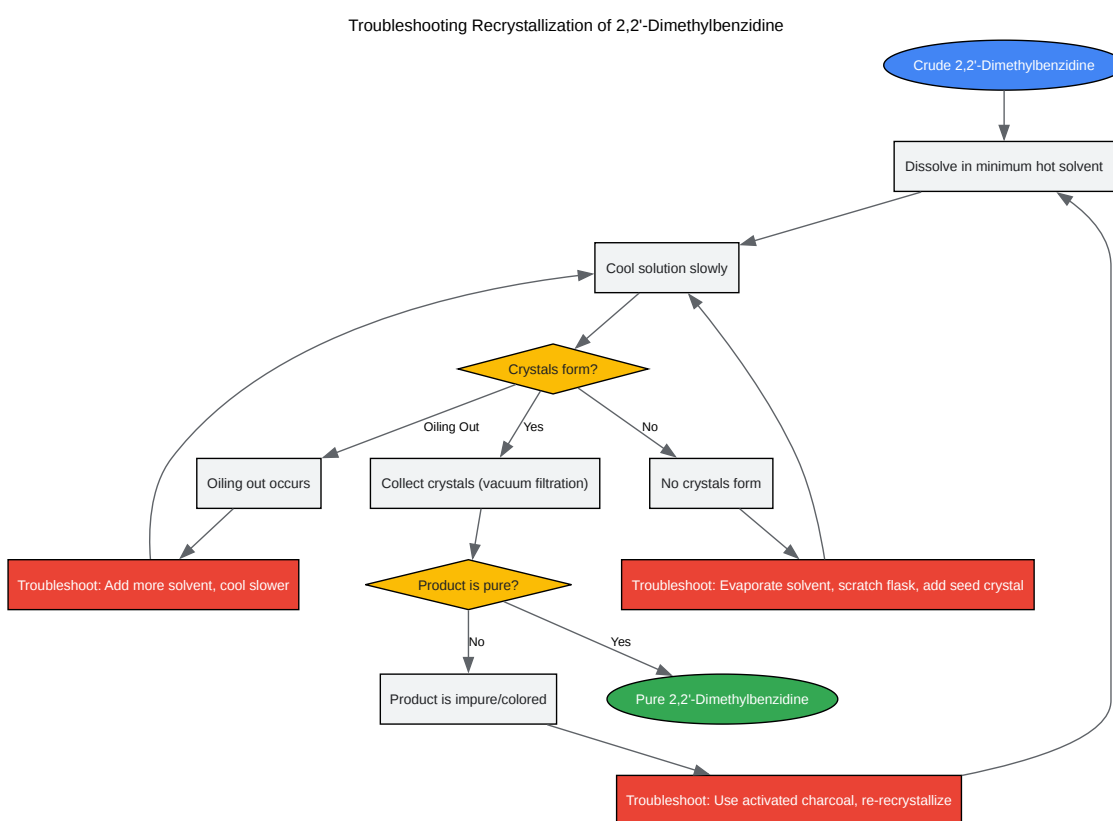 Troubleshooting Recrystallization of 2,2'-Dimethylbenzidine
Crude 2,2'-Dimethylbenzidine
Dissolve in minimum hot solvent
Cool solution slowly
Crystals form?
Oiling Out
Yes
No
Oiling out occurs
Collect crystals (vacuum filtration)
No crystals form
Troubleshoot: Add more solvent, cool slower
Product is pure?
Troubleshoot: Evaporate solvent, scratch flask, add seed crystal
No
Yes
Product is impure/colored
Pure 2,2'-Dimethylbenzidine
Troubleshoot: Use activated charcoal, re-recrystallize